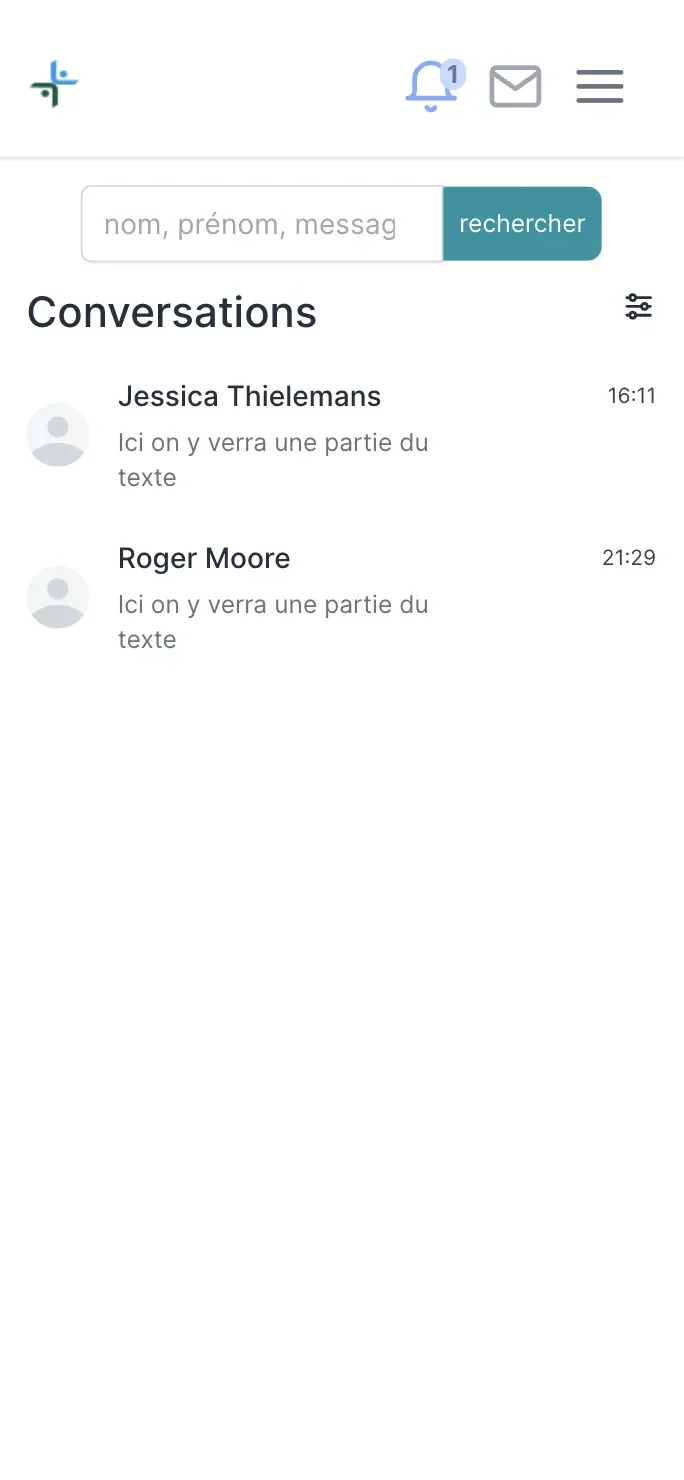 1
nom, prénom, messag
rechercher
Conversations
Jessica Thielemans
16:11
Ici on y verra une partie du
texte
Roger Moore
21:29
Ici on y verra une partie du
texte